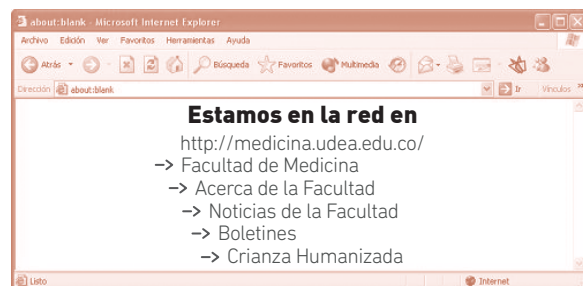 about:blank - Microsoft Internet Explorer
Archivo Edición Ver Favoritos Herramientas Ayuda
Atrás Búsqueda Favoritos Multimedia
Dirección about:blank Ir Vínculos »
Estamos en la red en
http://medicina.udea.edu.co/
–> Facultad de Medicina
–> Acerca de la Facultad
–> Noticias de la Facultad
–> Boletines
–> Crianza Humanizada
Listo Internet